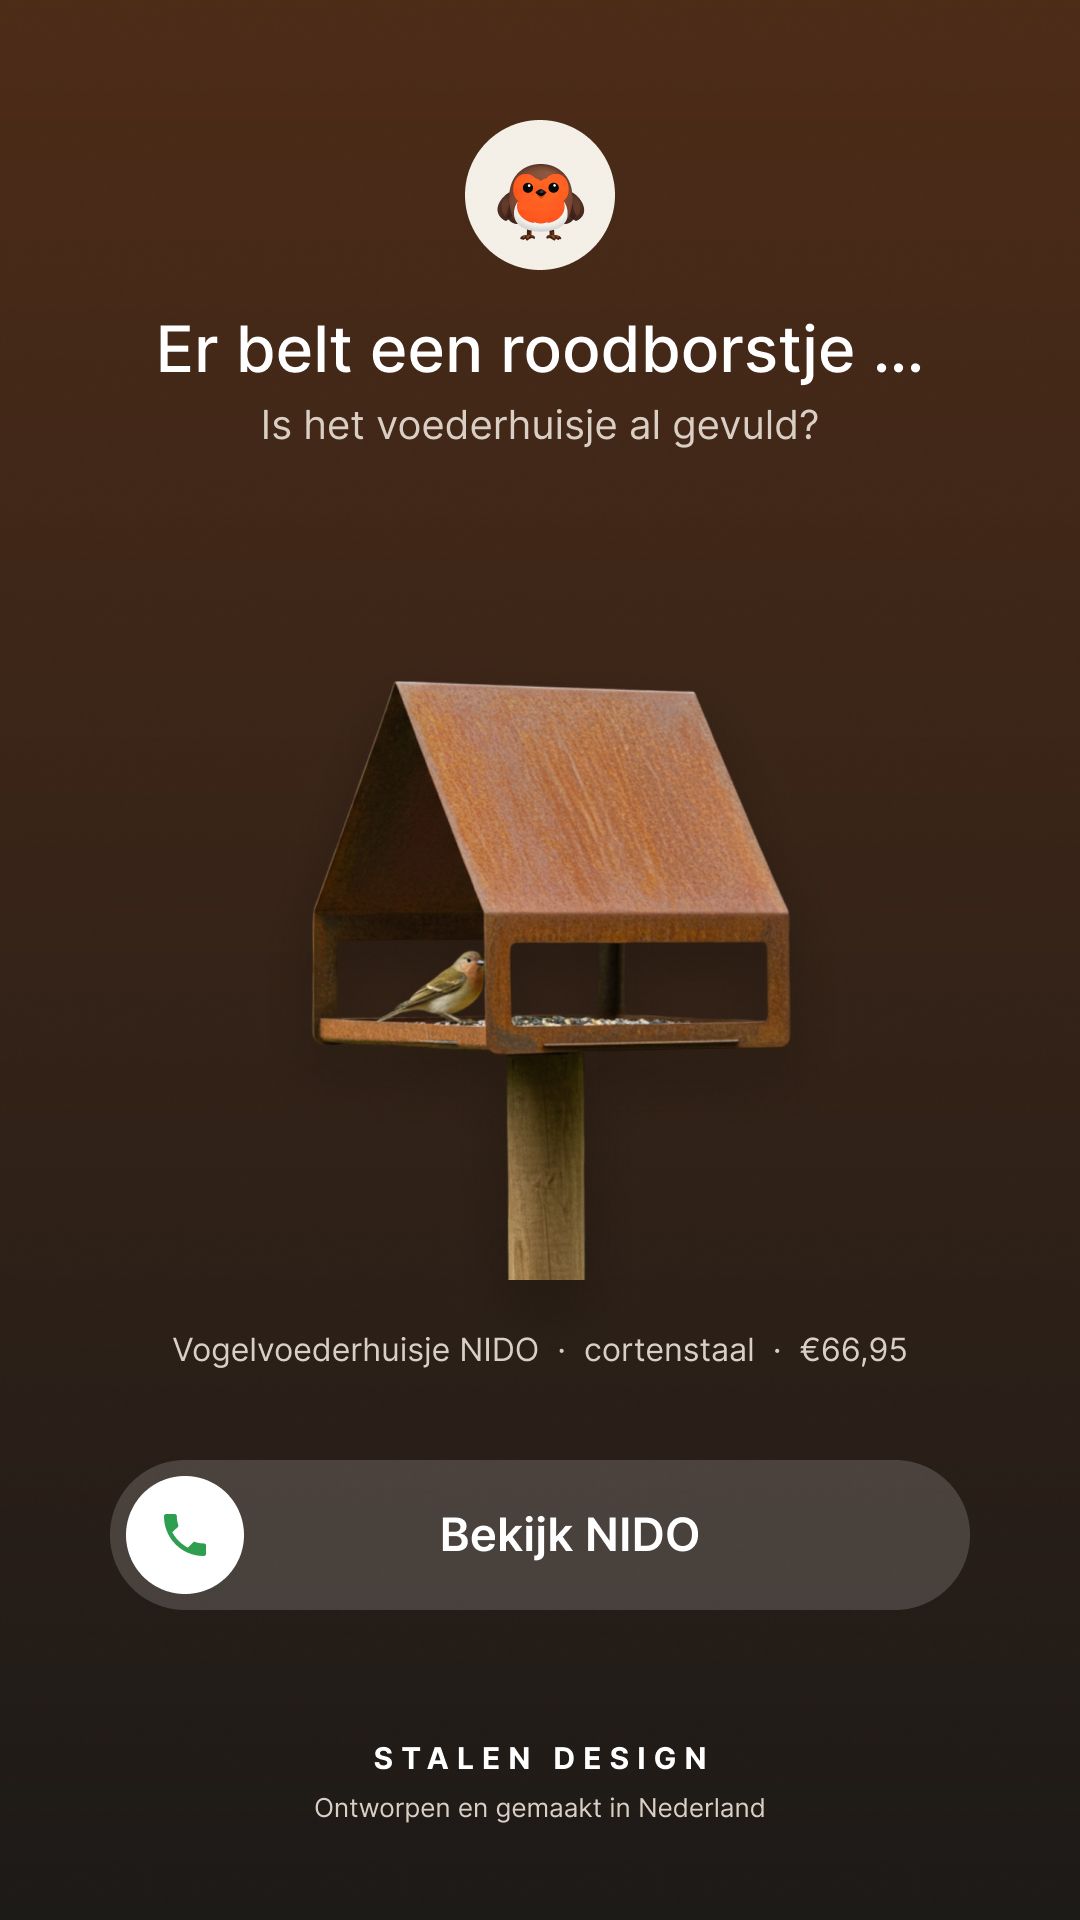 Er belt een roodborstje ...
Is het voederhuisje al gevuld?
Vogelvoederhuisje NIDO · cortenstaal · €66,95
Bekijk NIDO
STALEN DESIGN
Ontworpen en gemaakt in Nederland